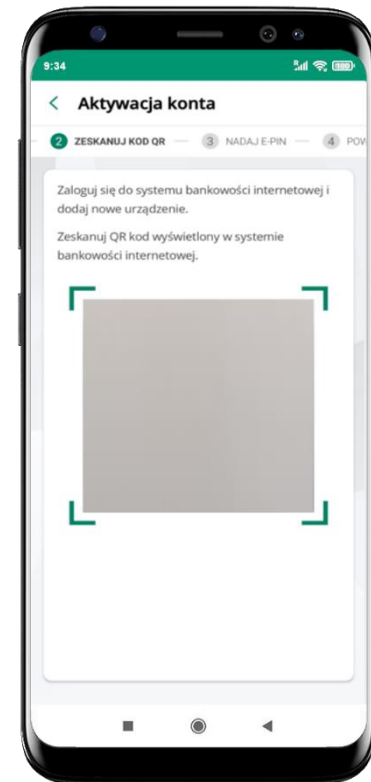 9:34
Aktywacja konta
2 ZESKANUJ KOD QR 3 NADAJ E-PIN 4 POW
Zaloguj się do systemu bankowości internetowej i
dodaj nowe urządzenie.
Zeskanuj QR kod wyświetlony w systemie
bankowości internetowej.